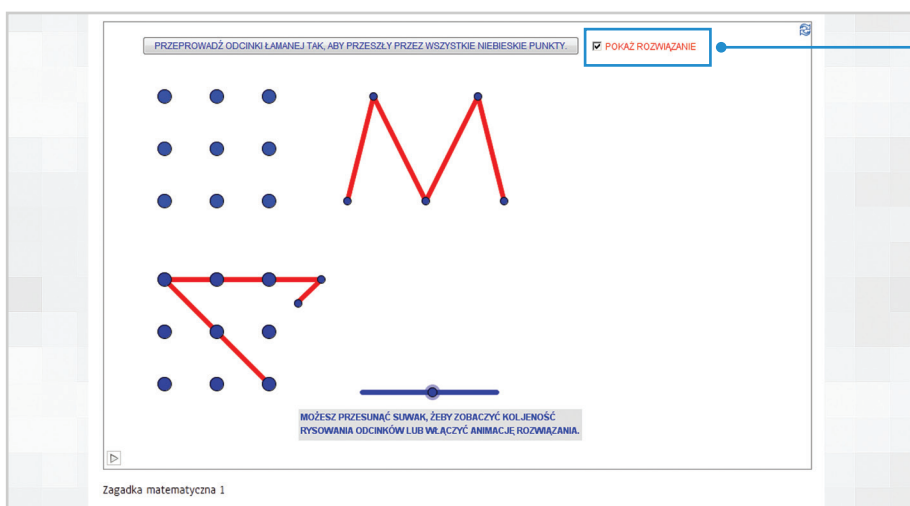 PRZEPROWADŹ ODCINKI ŁAMANEJ TAK, ABY PRZESZŁY PRZEZ WSZYSTKIE NIEBIESKIE PUNKTY.
POKAŻ ROZWIĄZANIE
MOŻESZ PRZESUNĄĆ SUWAK, ŻEBY ZOBACZYĆ KOLJENOŚĆ
RYSOWANIA ODCINKÓW LUB WŁĄCZYĆ ANIMACJĘ ROZWIĄZANIA.
Zagadka matematyczna 1